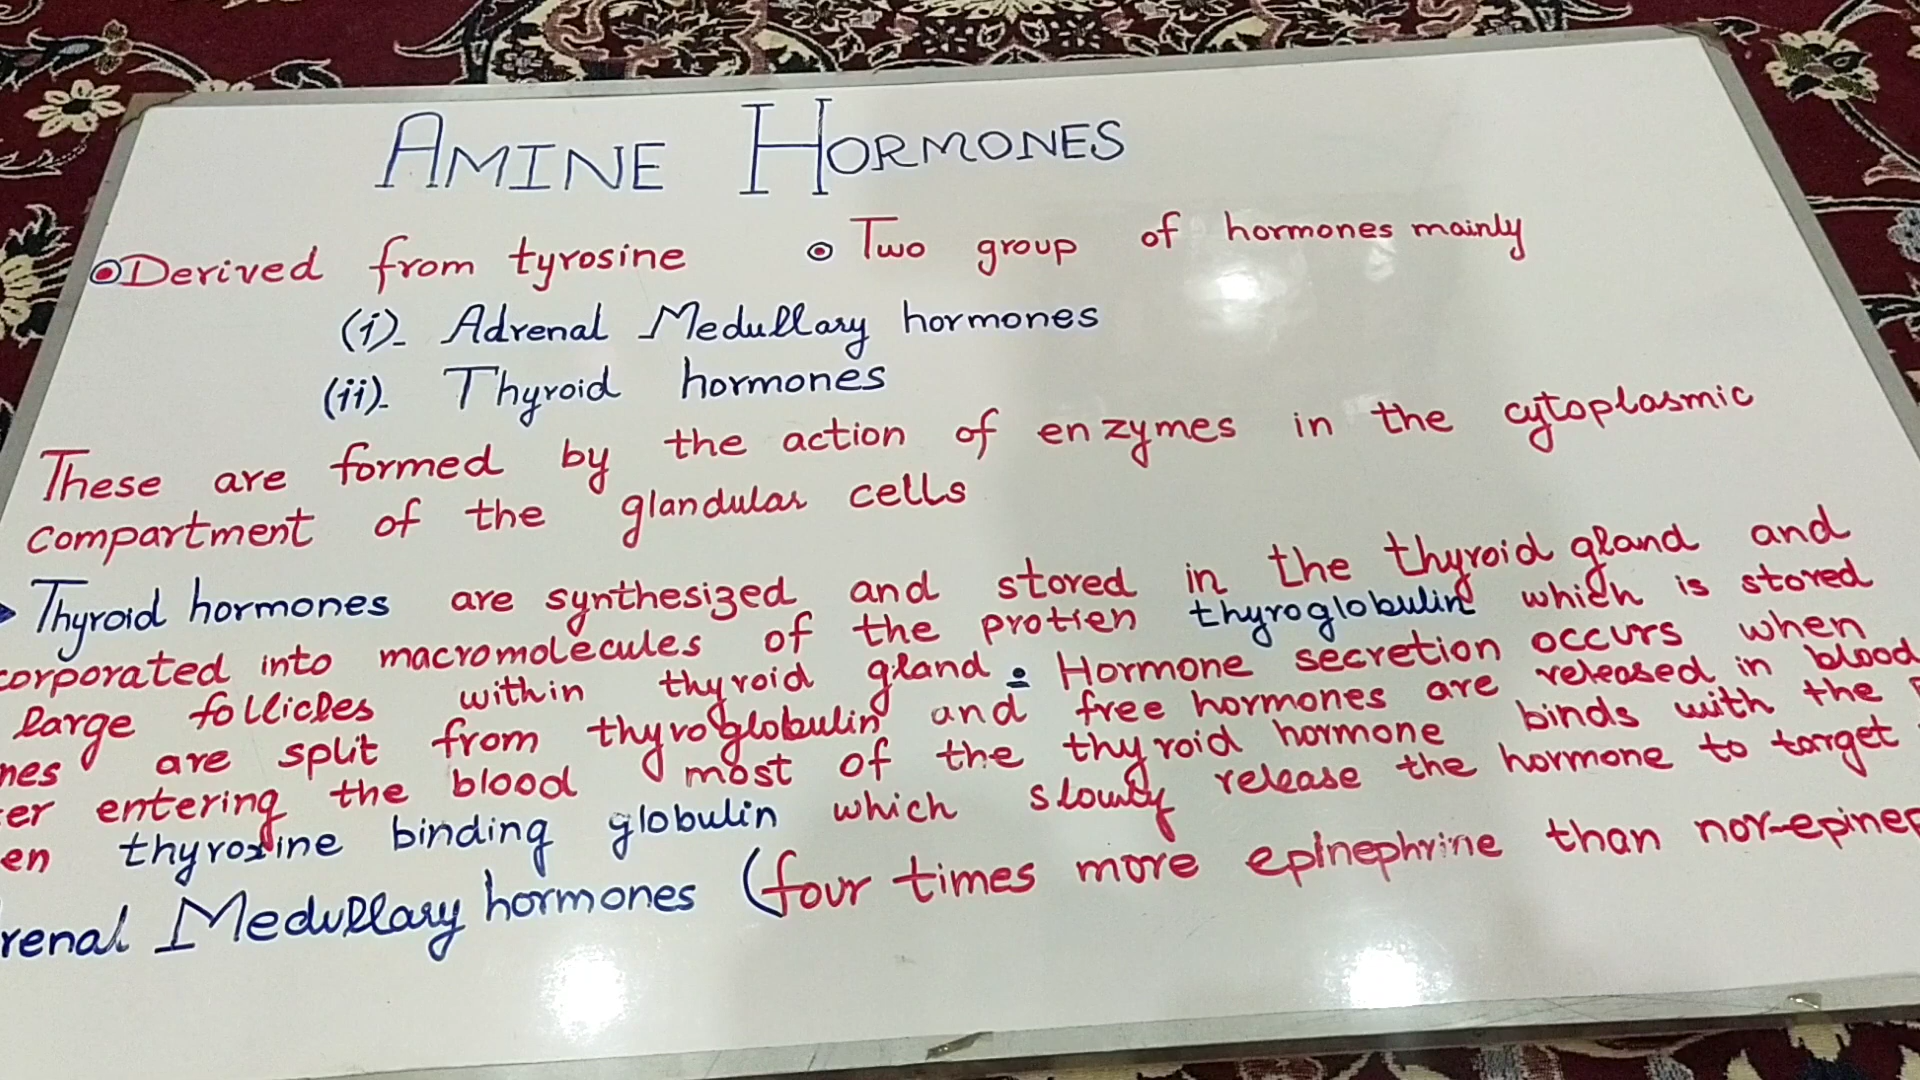 AMINE HORMONES
Derived from tyrosine Two group of hormones mainly
(i)- Adrenal Medullary hormones
(ii)- Thyroid hormones
These are formed by the action of enzymes in the cytoplasmic
compartment of the glandular cells
Thyroid hormones are synthesized and stored in the thyroid gland and
corporated into macromolecules of the protien thyroglobulin which is stored
large follicles within thyroid gland. Hormone secretion occurs when
nes are split from thyroglobulin and free hormones are released in blood
er entering the blood most of the thyroid hormone binds with the
en thyroxine binding globulin which slowly release the hormone to target
renal Medullary hormones (four times more epinephrine than nor-epinep